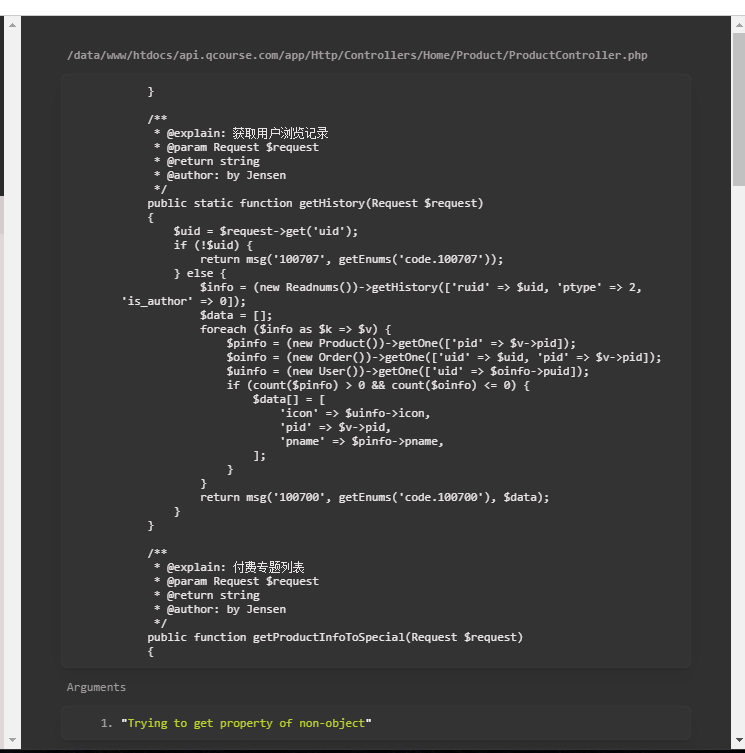 /data/www/htdocs/api.qcourse.com/app/Http/Controllers/Home/Product/ProductController.php
}
/**
* @explain: 获取用户浏览记录
* @param Request $request
* @return string
* @author: by Jensen
*/
public static function getHistory(Request $request)
{
$uid = $request->get('uid');
if (!$uid) {
return msg('100707', getEnums('code.100707'));
} else {
$info = (new Readnums())->getHistory(['ruid' => $uid, 'ptype' => 2,
'is_author' => 0]);
$data = [];
foreach ($info as $k => $v) {
$pinfo = (new Product())->getOne(['pid' => $v->pid]);
$oinfo = (new Order())->getOne(['uid' => $uid, 'pid' => $v->pid]);
$uinfo = (new User())->getOne(['uid' => $oinfo->puid]);
if (count($pinfo) > 0 && count($oinfo) <= 0) {
$data[] = [
'icon' => $uinfo->icon,
'pid' => $v->pid,
'pname' => $pinfo->pname,
];
}
}
return msg('100700', getEnums('code.100700'), $data);
}
}
/**
* @explain: 付费专题列表
* @param Request $request
* @return string
* @author: by Jensen
*/
public function getProductInfoToSpecial(Request $request)
{
Arguments
1. "Trying to get property of non-object"